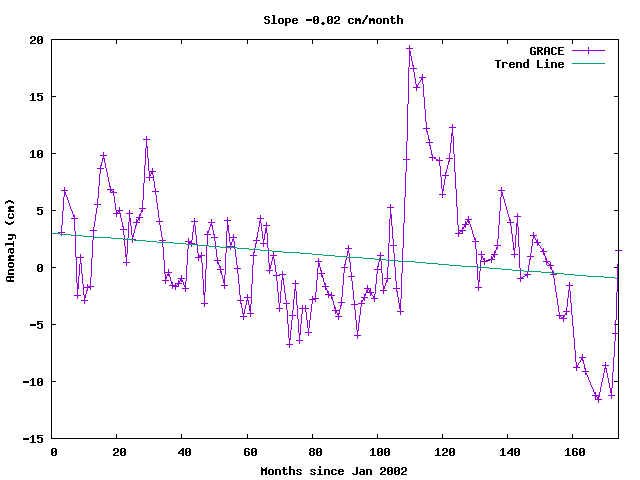 Slope -0.02 cm/month
GRACE
Trend Line
20
15
10
5
0
-5
-10
-15
Anomaly (cm)
0 20 40 60 80 100 120 140 160
Months since Jan 2002